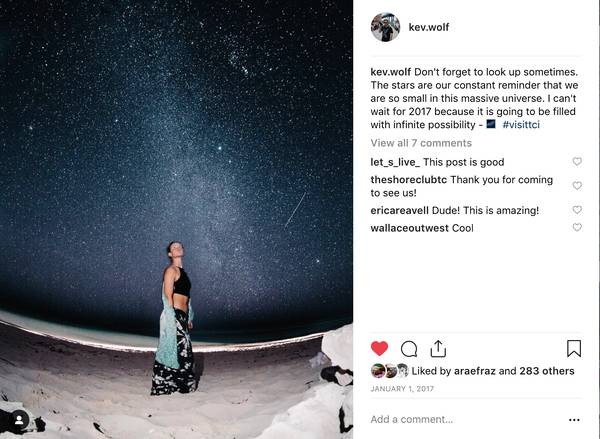 kev.wolf
kev.wolf Don't forget to look up sometimes.
The stars are our constant reminder that we
are so small in this massive universe. I can't
wait for 2017 because it is going to be filled
with infinite possibility - 🌌 #visittci
View all 7 comments
let_s_live_ This post is good
theshoreclubtc Thank you for coming
to see us!
ericareavell Dude! This is amazing!
wallaceoutwest Cool
Liked by araefraz and 283 others
JANUARY 1, 2017
Add a comment...